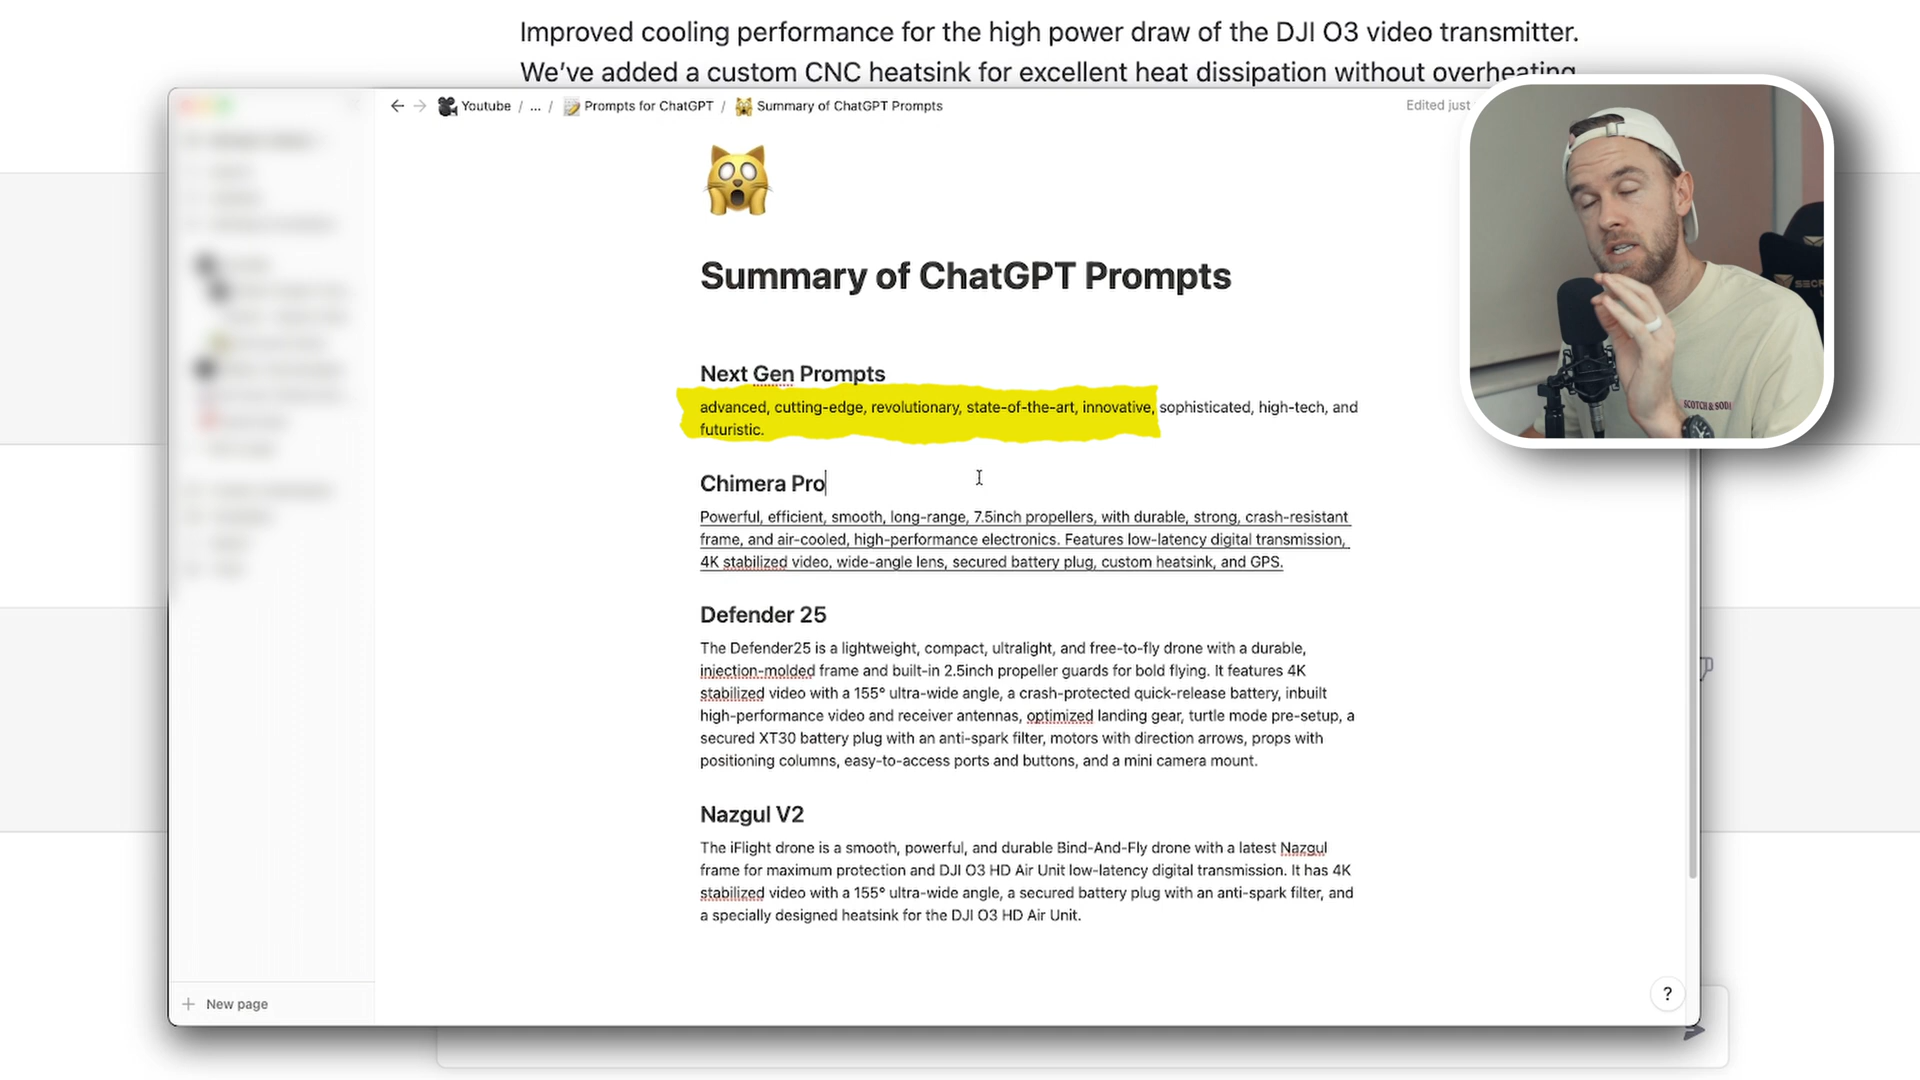 Improved cooling performance for the high power draw of the DJI O3 video transmitter.
We've added a custom CNC heatsink for excellent heat dissipation without overheating
Youtube / ... / Prompts for ChatGPT / Summary of ChatGPT Prompts
Edited just
Summary of ChatGPT Prompts
Next Gen Prompts
advanced, cutting-edge, revolutionary, state-of-the-art, innovative, sophisticated, high-tech, and
futuristic.
Chimera Pro
Powerful, efficient, smooth, long-range, 7.5inch propellers, with durable, strong, crash-resistant
frame, and air-cooled, high-performance electronics. Features low-latency digital transmission,
4K stabilized video, wide-angle lens, secured battery plug, custom heatsink, and GPS.
Defender 25
The Defender25 is a lightweight, compact, ultralight, and free-to-fly drone with a durable,
injection-molded frame and built-in 2.5inch propeller guards for bold flying. It features 4K
stabilized video with a 155° ultra-wide angle, a crash-protected quick-release battery, inbuilt
high-performance video and receiver antennas, optimized landing gear, turtle mode pre-setup, a
secured XT30 battery plug with an anti-spark filter, motors with direction arrows, props with
positioning columns, easy-to-access ports and buttons, and a mini camera mount.
Nazgul V2
The iFlight drone is a smooth, powerful, and durable Bind-And-Fly drone with a latest Nazgul
frame for maximum protection and DJI O3 HD Air Unit low-latency digital transmission. It has 4K
stabilized video with a 155° ultra-wide angle, a secured battery plug with an anti-spark filter, and
a specially designed heatsink for the DJI O3 HD Air Unit.
New page
?
SCOTCH & SODA
SECR